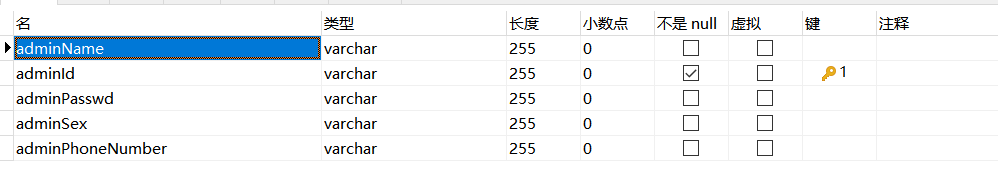 名 类型 长度 小数点 不是 null 虚拟 键 注释
adminName varchar 255 0
adminId varchar 255 0 1
adminPasswd varchar 255 0
adminSex varchar 255 0
adminPhoneNumber varchar 255 0